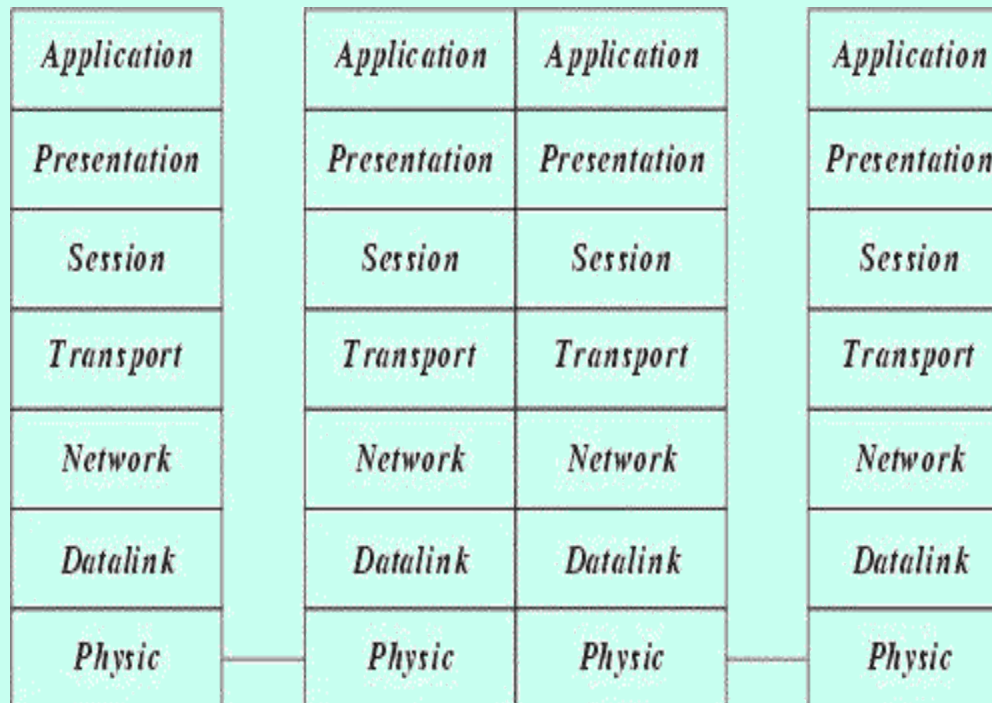 Application Application Application Application
Presentation Presentation Presentation Presentation
Session Session Session Session
Transport Transport Transport Transport
Network Network Network Network
Datalink Datalink Datalink Datalink
Physic Physic Physic Physic